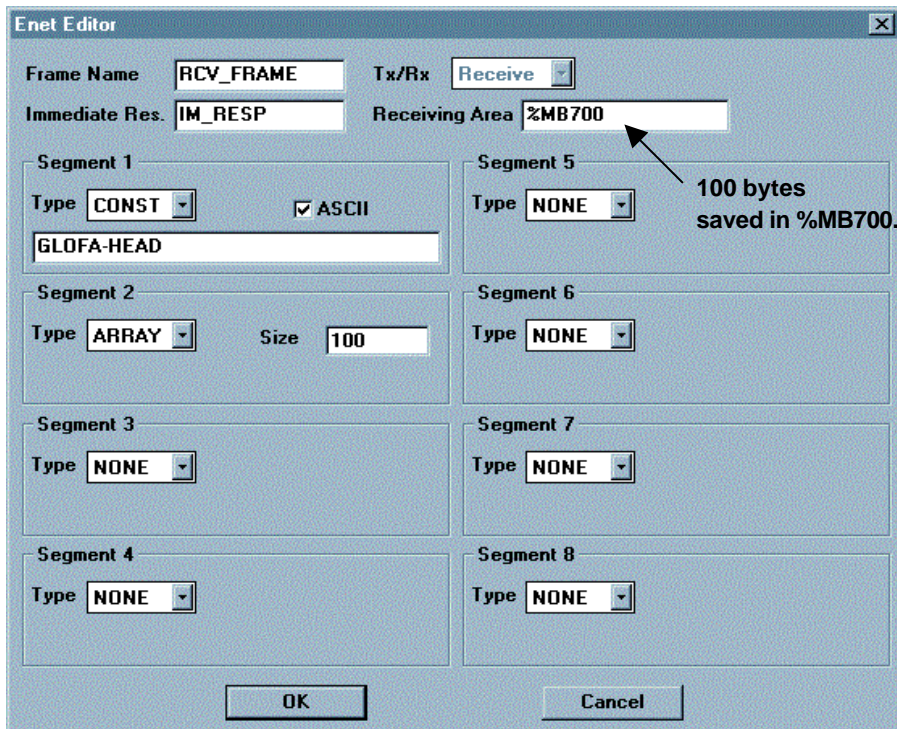 Enet Editor
Frame Name RCV_FRAME Tx/Rx Receive
Immediate Res. IM_RESP Receiving Area %MB700
100 bytes
saved in %MB700.
Segment 1
Type CONST ASCII
GLOFA-HEAD
Segment 5
Type NONE
Segment 2
Type ARRAY Size 100
Segment 6
Type NONE
Segment 3
Type NONE
Segment 7
Type NONE
Segment 4
Type NONE
Segment 8
Type NONE
OK Cancel